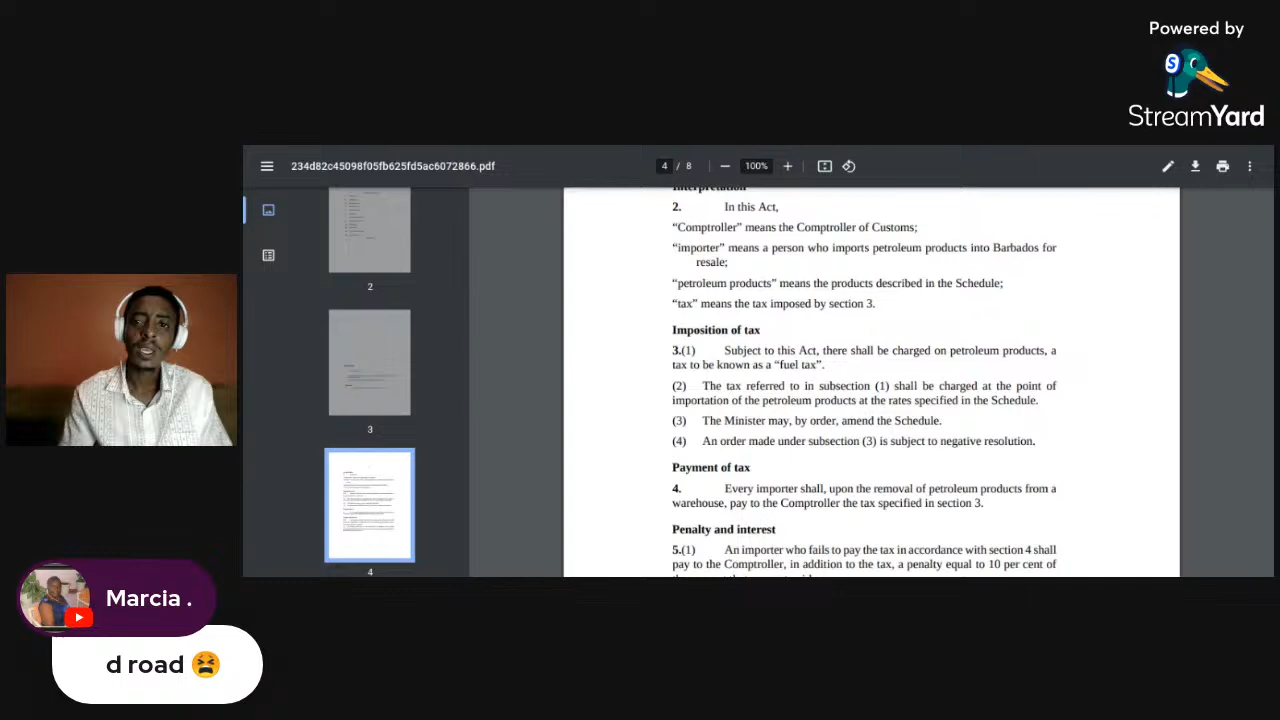 Powered by
StreamYard
234d82c45098f05fb625fd5ac6072866.pdf
4 / 8
100%
Interpretation
2. In this Act,
“Comptroller” means the Comptroller of Customs;
“importer” means a person who imports petroleum products into Barbados for
resale;
“petroleum products” means the products described in the Schedule;
“tax” means the tax imposed by section 3.
Imposition of tax
3.(1) Subject to this Act, there shall be charged on petroleum products, a
tax to be known as a “fuel tax”.
(2) The tax referred to in subsection (1) shall be charged at the point of
importation of the petroleum products at the rates specified in the Schedule.
(3) The Minister may, by order, amend the Schedule.
(4) An order made under subsection (3) is subject to negative resolution.
Payment of tax
4. Every importer shall, upon the removal of petroleum products from a
warehouse, pay to the Comptroller the tax specified in section 3.
Penalty and interest
5.(1) An importer who fails to pay the tax in accordance with section 4 shall
pay to the Comptroller, in addition to the tax, a penalty equal to 10 per cent of
2
3
4
Marcia .
d road 😫